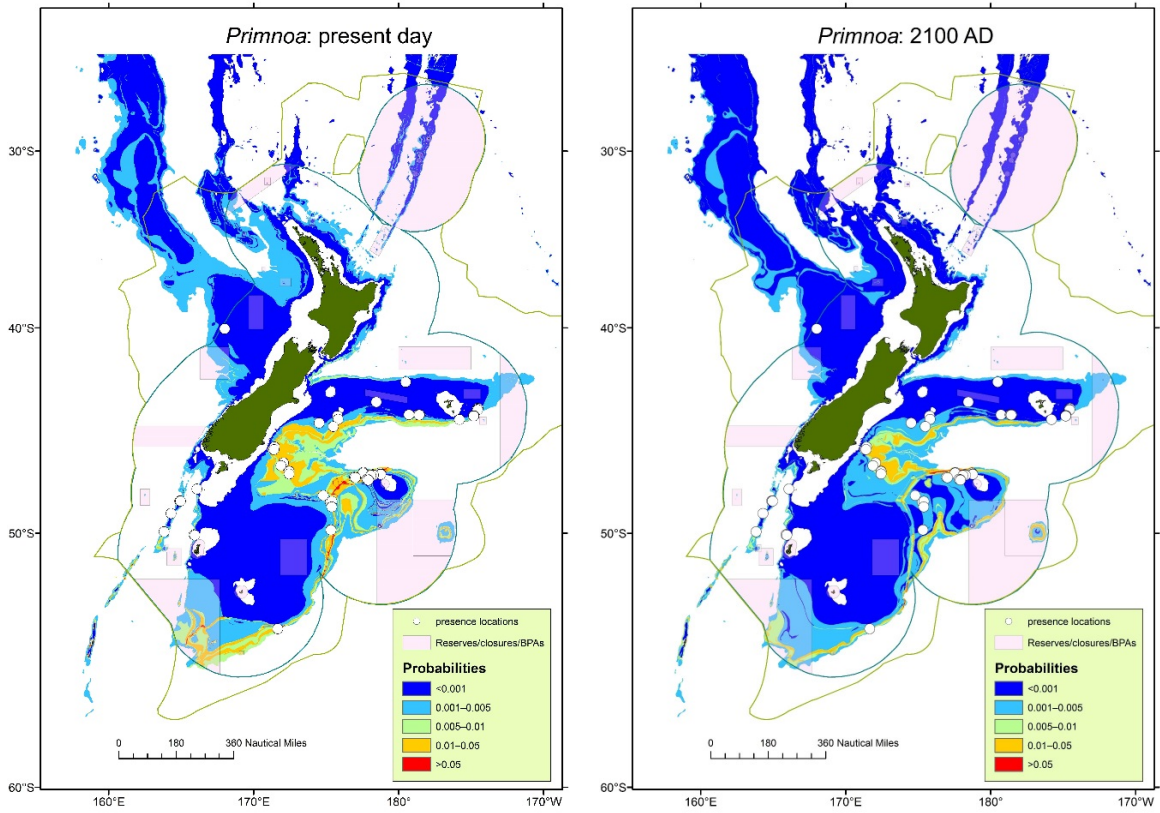 Primnoa: present day
30°S
40°S
50°S
60°S
160°E
170°E
180°
170°W
0
180
360 Nautical Miles
presence locations
Reserves/closures/BPAs
Probabilities
<0.001
0.001–0.005
0.005–0.01
0.01–0.05
>0.05
Primnoa: 2100 AD
30°S
40°S
50°S
60°S
160°E
170°E
180°
170°W
0
180
360 Nautical Miles
presence locations
Reserves/closures/BPAs
Probabilities
<0.001
0.001–0.005
0.005–0.01
0.01–0.05
>0.05